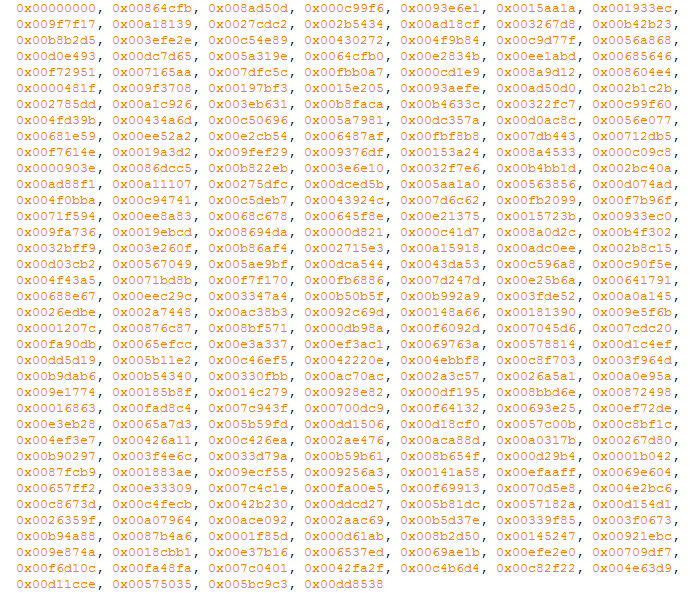 0x00000000, 0x00864cfb, 0x008ad50d, 0x000c99f6, 0x0093e6e1, 0x0015aa1a, 0x001933ec,
0x009f7f17, 0x00a18139, 0x0027cdc2, 0x002b5434, 0x00ad18cf, 0x003267d8, 0x00b42b23,
0x00b8b2d5, 0x003efe2e, 0x00c54e89, 0x00430272, 0x004f9b84, 0x00c9d77f, 0x0056a868,
0x00d0e493, 0x00dc7d65, 0x005a319e, 0x0064cfb0, 0x00e2834b, 0x00ee1abd, 0x00685646,
0x00f72951, 0x007165aa, 0x007dfc5c, 0x00fbb0a7, 0x000cd1e9, 0x008a9d12, 0x008604e4,
0x0000481f, 0x009f3708, 0x00197bf3, 0x0015e205, 0x0093aefe, 0x00ad50d0, 0x002b1c2b,
0x002785dd, 0x00a1c926, 0x003eb631, 0x00b8faca, 0x00b4633c, 0x00322fc7, 0x00c99f60,
0x004fd39b, 0x00434a6d, 0x00c50696, 0x005a7981, 0x00dc357a, 0x00d0ac8c, 0x0056e077,
0x00681e59, 0x00ee52a2, 0x00e2cb54, 0x006487af, 0x00fbf8b8, 0x007db443, 0x00712db5,
0x00f7614e, 0x0019a3d2, 0x009fef29, 0x009376df, 0x00153a24, 0x008a4533, 0x000c09c8,
0x0000903e, 0x0086dcc5, 0x00b822eb, 0x003e6e10, 0x0032f7e6, 0x00b4bb1d, 0x002bc40a,
0x00ad88f1, 0x00a11107, 0x00275dfc, 0x00dced5b, 0x005aa1a0, 0x00563856, 0x00d074ad,
0x004f0bba, 0x00c94741, 0x00c5deb7, 0x0043924c, 0x007d6c62, 0x00fb2099, 0x00f7b96f,
0x0071f594, 0x00ee8a83, 0x0068c678, 0x00645f8e, 0x00e21375, 0x0015723b, 0x00933ec0,
0x009fa736, 0x0019ebcd, 0x008694da, 0x0000d821, 0x000c41d7, 0x008a0d2c, 0x00b4f302,
0x0032bff9, 0x003e260f, 0x00b86af4, 0x002715e3, 0x00a15918, 0x00adc0ee, 0x002b8c15,
0x00d03cb2, 0x00567049, 0x005ae9bf, 0x00dca544, 0x0043da53, 0x00c596a8, 0x00c90f5e,
0x004f43a5, 0x0071bd8b, 0x00f7f170, 0x00fb6886, 0x007d247d, 0x00e25b6a, 0x00641791,
0x00688e67, 0x00eec29c, 0x003347a4, 0x00b50b5f, 0x00b992a9, 0x003fde52, 0x00a0a145,
0x0026edbe, 0x002a7448, 0x00ac38b3, 0x0092c69d, 0x00148a66, 0x00181390, 0x009e5f6b,
0x0001207c, 0x00876c87, 0x008bf571, 0x000db98a, 0x00f6092d, 0x007045d6, 0x007cdc20,
0x00fa90db, 0x0065efcc, 0x00e3a337, 0x00ef3ac1, 0x0069763a, 0x00578814, 0x00d1c4ef,
0x00dd5d19, 0x005b11e2, 0x00c46ef5, 0x0042220e, 0x004ebbf8, 0x00c8f703, 0x003f964d,
0x00b9dab6, 0x00b54340, 0x00330fbb, 0x00ac70ac, 0x002a3c57, 0x0026a5a1, 0x00a0e95a,
0x009e1774, 0x00185b8f, 0x0014c279, 0x00928e82, 0x000df195, 0x008bbd6e, 0x00872498,
0x00016863, 0x00fad8c4, 0x007c943f, 0x00700dc9, 0x00f64132, 0x00693e25, 0x00ef72de,
0x00e3eb28, 0x0065a7d3, 0x005b59fd, 0x00dd1506, 0x00d18cf0, 0x0057c00b, 0x00c8bf1c,
0x004ef3e7, 0x00426a11, 0x00c426ea, 0x002ae476, 0x00aca88d, 0x00a0317b, 0x00267d80,
0x00b90297, 0x003f4e6c, 0x0033d79a, 0x00b59b61, 0x008b654f, 0x000d29b4, 0x0001b042,
0x0087fcb9, 0x001883ae, 0x009ecf55, 0x009256a3, 0x00141a58, 0x00efaaff, 0x0069e604,
0x00657ff2, 0x00e33309, 0x007c4c1e, 0x00fa00e5, 0x00f69913, 0x0070d5e8, 0x004e2bc6,
0x00c8673d, 0x00c4fecb, 0x0042b230, 0x00ddcd27, 0x005b81dc, 0x0057182a, 0x00d154d1,
0x0026359f, 0x00a07964, 0x00ace092, 0x002aac69, 0x00b5d37e, 0x00339f85, 0x003f0673,
0x00b94a88, 0x0087b4a6, 0x0001f85d, 0x000d61ab, 0x008b2d50, 0x00145247, 0x00921ebc,
0x009e874a, 0x0018cbb1, 0x00e37b16, 0x006537ed, 0x0069ae1b, 0x00efe2e0, 0x00709df7,
0x00f6d10c, 0x00fa48fa, 0x007c0401, 0x0042fa2f, 0x00c4b6d4, 0x00c82f22, 0x004e63d9,
0x00d11cce, 0x00575035, 0x005bc9c3, 0x00dd8538